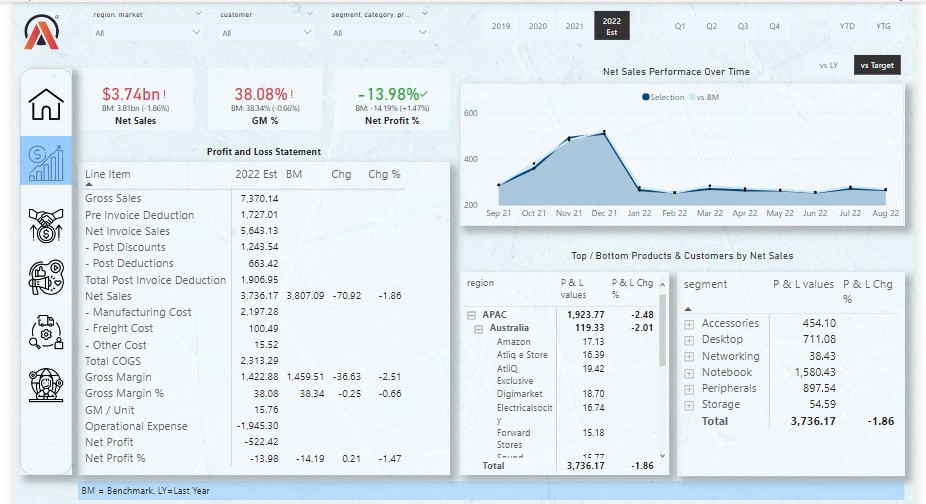 region, market
customer
segment, category, pr...
All
All
All
2019 2020 2021 2022 Est Q1 Q2 Q3 Q4 YTD YTG
vs LY vs Target
$3.74bn!
BM: 3.81bn (-1.86%)
Net Sales
38.08%!
BM: 38.34% (-0.66%)
GM %
-13.98%✓
BM: -14.19% (+1.47%)
Net Profit %
Net Sales Performace Over Time
Selection vs BM
600
400
200
Sep 21 Oct 21 Nov 21 Dec 21 Jan 22 Feb 22 Mar 22 Apr 22 May 22 Jun 22 Jul 22 Aug 22
Profit and Loss Statement
Line Item 2022 Est BM Chg Chg %
Gross Sales 7,370.14
Pre Invoice Deduction 1,727.01
Net Invoice Sales 5,643.13
- Post Discounts 1,243.54
- Post Deductions 663.42
Total Post Invoice Deduction 1,906.95
Net Sales 3,736.17 3,807.09 -70.92 -1.86
- Manufacturing Cost 2,197.28
- Freight Cost 100.49
- Other Cost 15.52
Total COGS 2,313.29
Gross Margin 1,422.88 1,459.51 -36.63 -2.51
Gross Margin % 38.08 38.34 -0.25 -0.66
GM / Unit 15.76
Operational Expense -1,945.30
Net Profit -522.42
Net Profit % -13.98 -14.19 0.21 -1.47
Top / Bottom Products & Customers by Net Sales
region P & L values P & L Chg %
APAC 1,923.77 -2.48
Australia 119.33 -2.01
Amazon 17.13
Atliq e Store 16.39
AtliQ Exclusive 19.42
Digimarket 18.70
Electricalsocity 16.74
Forward Stores 15.18
Sound 15.77
Total 3,736.17 -1.86
segment P & L values P & L Chg %
Accessories 454.10
Desktop 711.08
Networking 38.43
Notebook 1,580.43
Peripherals 897.54
Storage 54.59
Total 3,736.17 -1.86
BM = Benchmark, LY=Last Year